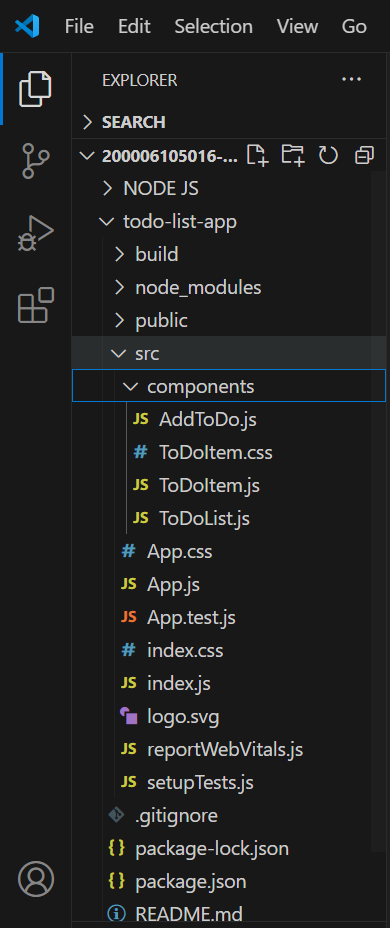 File Edit Selection View Go
EXPLORER ...
SEARCH
200006105016-...
NODE JS
todo-list-app
build
node_modules
public
src
components
JS AddToDo.js
# ToDoItem.css
JS ToDoItem.js
JS ToDoList.js
# App.css
JS App.js
JS App.test.js
# index.css
JS index.js
logo.svg
JS reportWebVitals.js
JS setupTests.js
.gitignore
{} package-lock.json
{} package.json
README.md